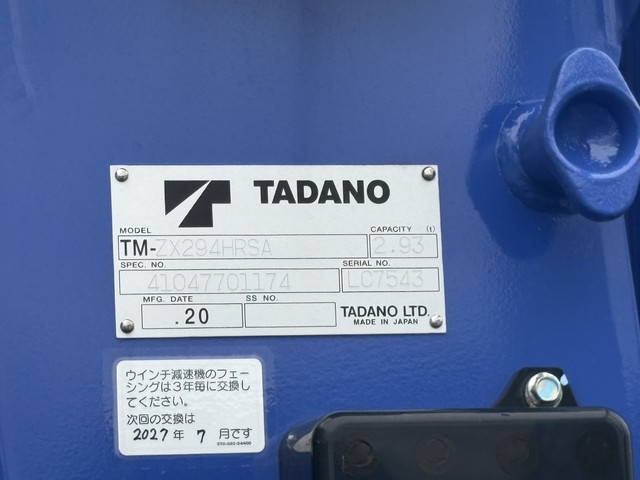 TADANO
MODEL CAPACITY (t)
TM-ZX294HRSA 2.93
SPEC. NO. SERIAL NO.
41047701174 LC7543
MFG. DATE SS NO.
.20 TADANO LTD.
MADE IN JAPAN
ウインチ減速機のフェー
シングは3年毎に交換し
てください。
次回の交換は
2027年 7月です